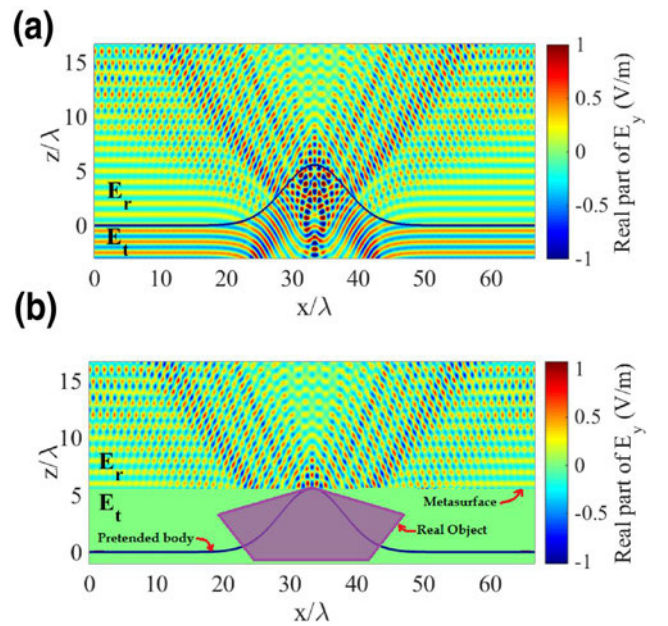 (a)
15
10
5
0
z/λ
E_r
E_t
0 10 20 30 40 50 60
x/λ
1
0.5
0
-0.5
-1
Real part of E_y (V/m)
(b)
15
10
5
0
z/λ
E_r
E_t
Metasurface
Real Object
Pretended body
0 10 20 30 40 50 60
x/λ
1
0.5
0
-0.5
-1
Real part of E_y (V/m)